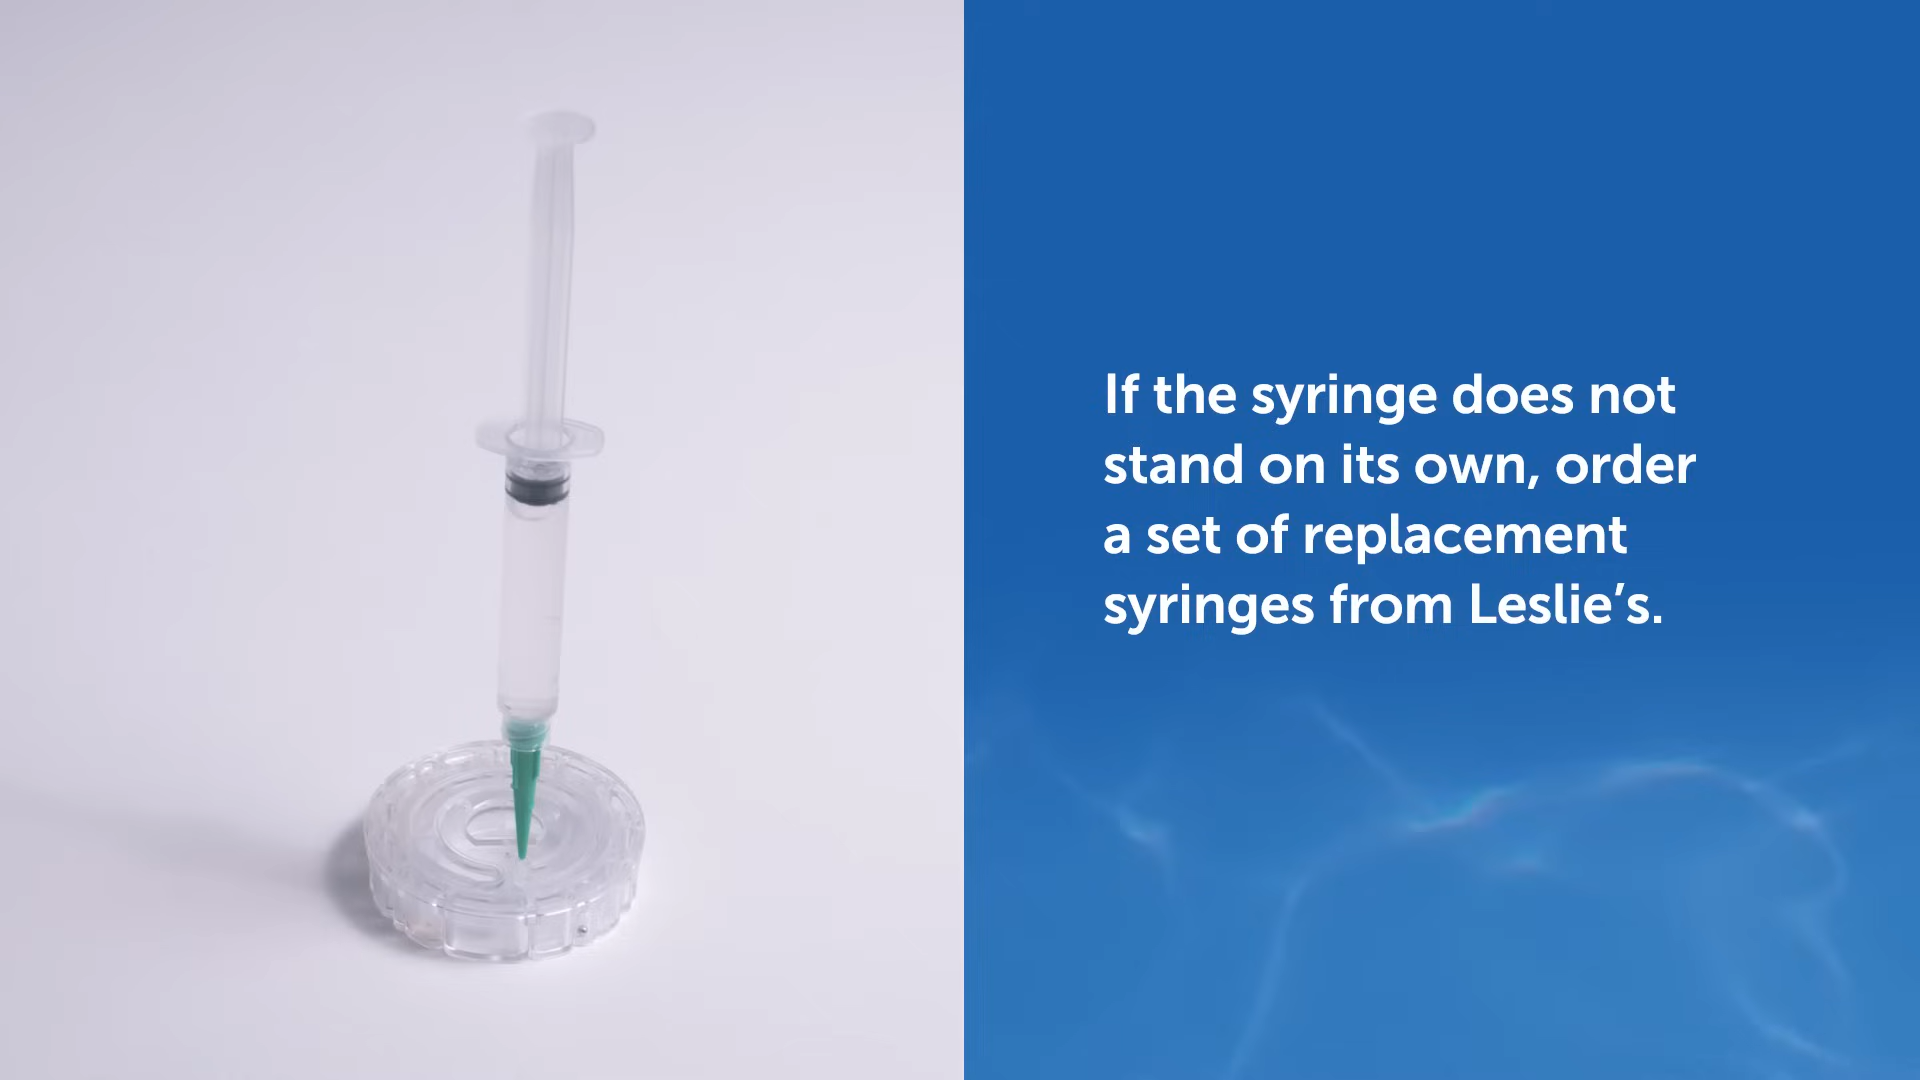 If the syringe does not
stand on its own, order
a set of replacement
syringes from Leslie’s.